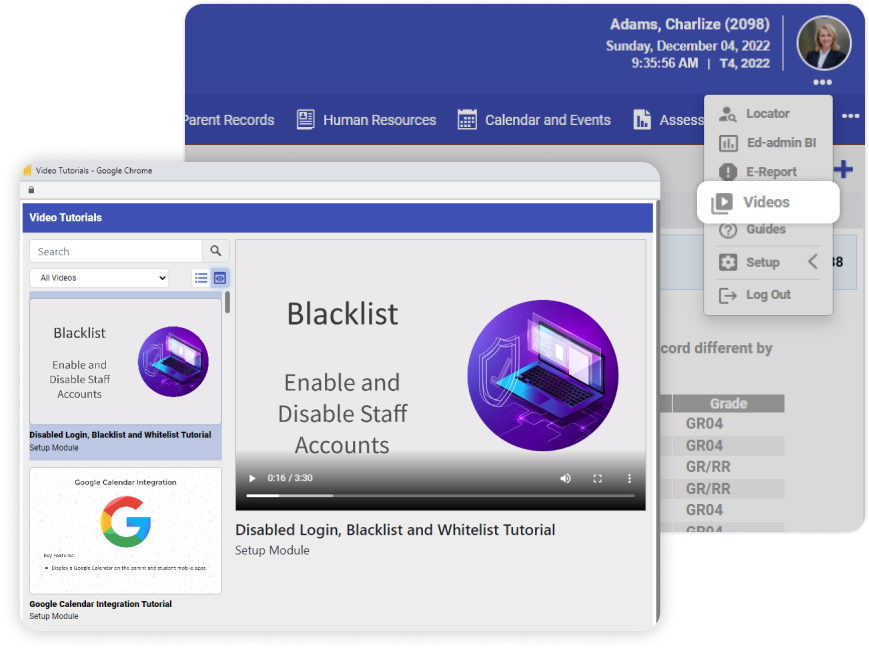 Adams, Charlize (2098)
Sunday, December 04, 2022
9:35:56 AM | T4, 2022
Parent Records
Human Resources
Calendar and Events
Assess
Locator
Ed-admin BI
E-Report
Videos
Guides
Setup
Log Out
38
cord different by
Grade
GR04
GR04
GR/RR
GR/RR
GR04
GR04
Video Tutorials - Google Chrome
Video Tutorials
Search
All Videos
Blacklist
Enable and
Disable Staff
Accounts
Disabled Login, Blacklist and Whitelist Tutorial
Setup Module
Google Calendar Integration
Key Features:
Display a Google Calendar on the parent and student mobile apps
Google Calendar Integration Tutorial
Setup Module
Blacklist
Enable and
Disable Staff
Accounts
0:16 / 3:30
Disabled Login, Blacklist and Whitelist Tutorial
Setup Module